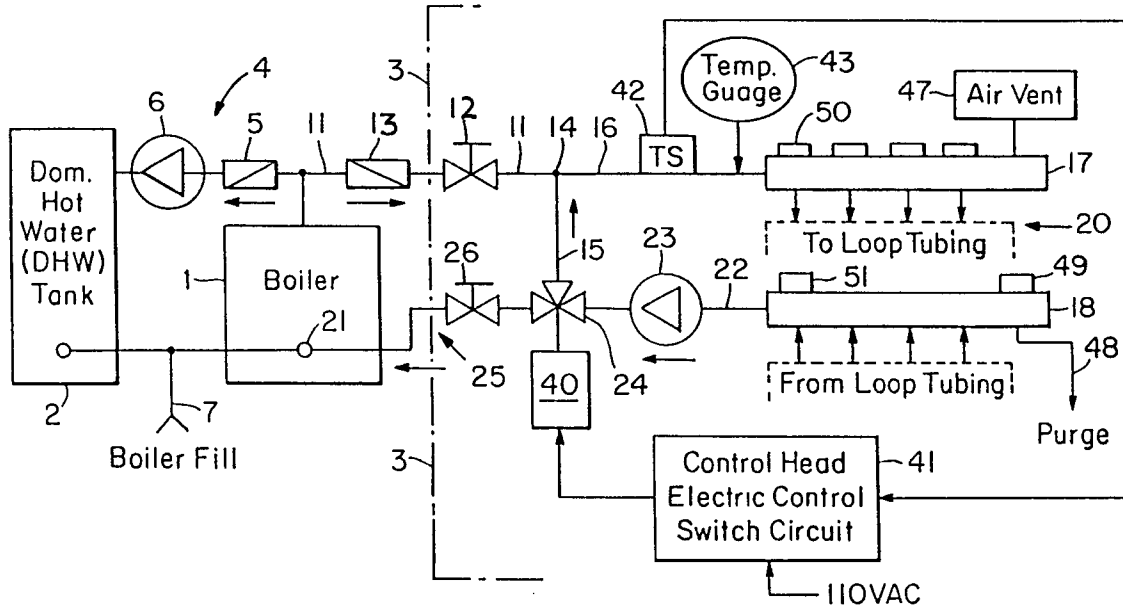 3
4
6
5
11
13
12
11
14
16
42
TS
Temp.
Guage
43
50
47
Air Vent
17
Dom.
Hot
Water
(DHW)
Tank
To Loop Tubing
20
1
Boiler
26
15
23
22
51
49
18
21
25
24
48
From Loop Tubing
2
7
Boiler Fill
40
Purge
3
Control Head
Electric Control
Switch Circuit
41
110VAC